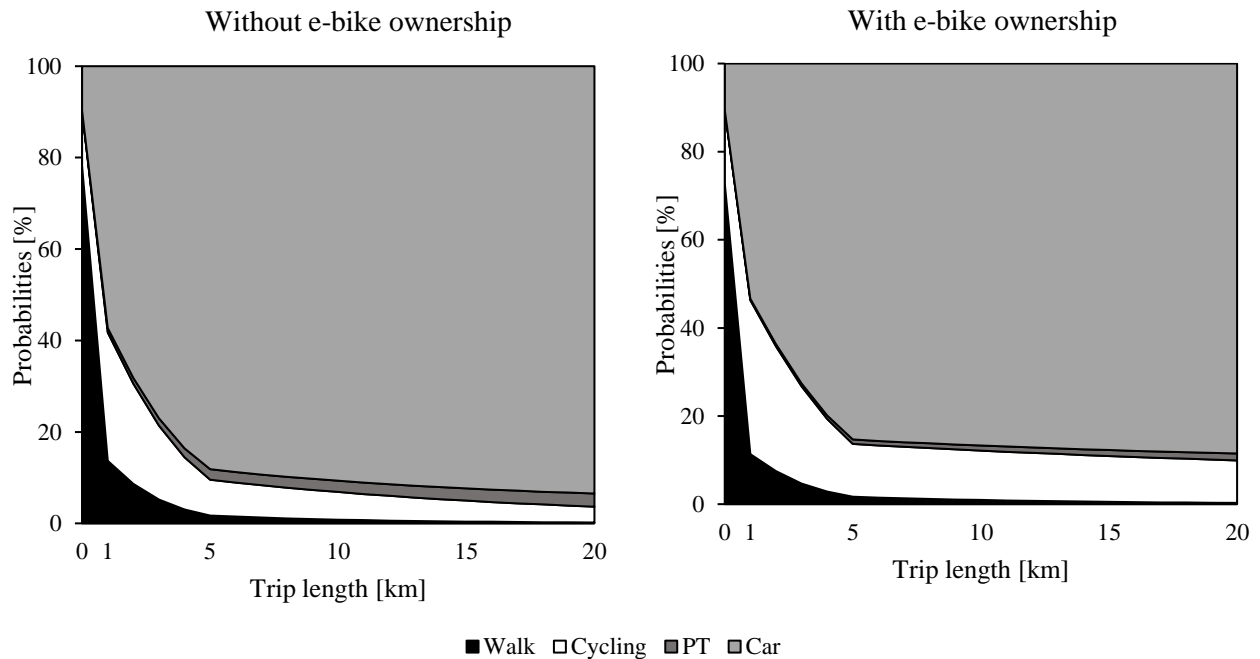 Without e-bike ownership
100
80
60
40
20
0
Probabilities [%]
0 1 5 10 15 20
Trip length [km]
With e-bike ownership
100
80
60
40
20
0
Probabilities [%]
0 1 5 10 15 20
Trip length [km]
Walk Cycling PT Car